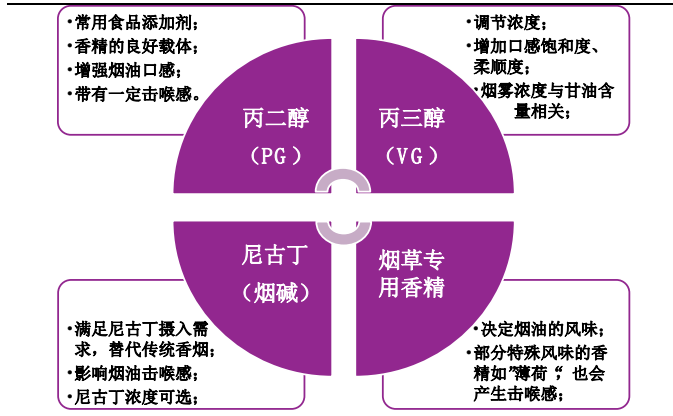 ·常用食品添加剂；
·香精的良好载体；
·增强烟油口感；
·带有一定击喉感。
丙二醇
（PG）
·调节浓度；
·增加口感饱和度、
柔顺度；
·烟雾浓度与甘油含
量相关；
丙三醇
（VG）
尼古丁
（烟碱）
·满足尼古丁摄入需
求，替代传统香烟；
·影响烟油击喉感；
·尼古丁浓度可选；
烟草专
用香精
·决定烟油的风味；
·部分特殊风味的香
精如”薄荷“，也会
产生击喉感；